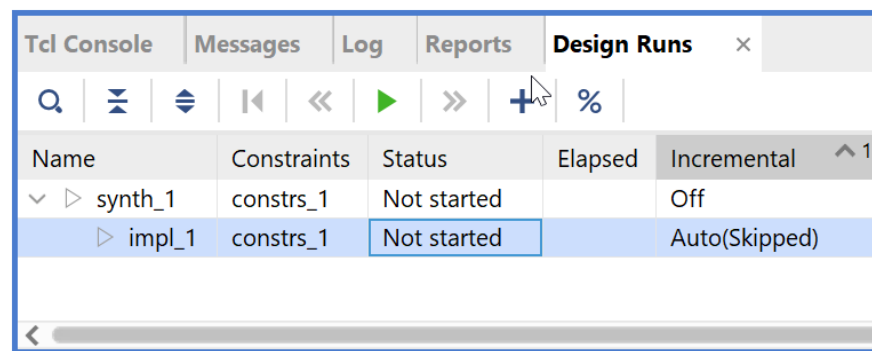 Tcl Console Messages Log Reports Design Runs ×
%
Name Constraints Status Elapsed Incremental 1
synth_1 constrs_1 Not started Off
impl_1 constrs_1 Not started Auto(Skipped)